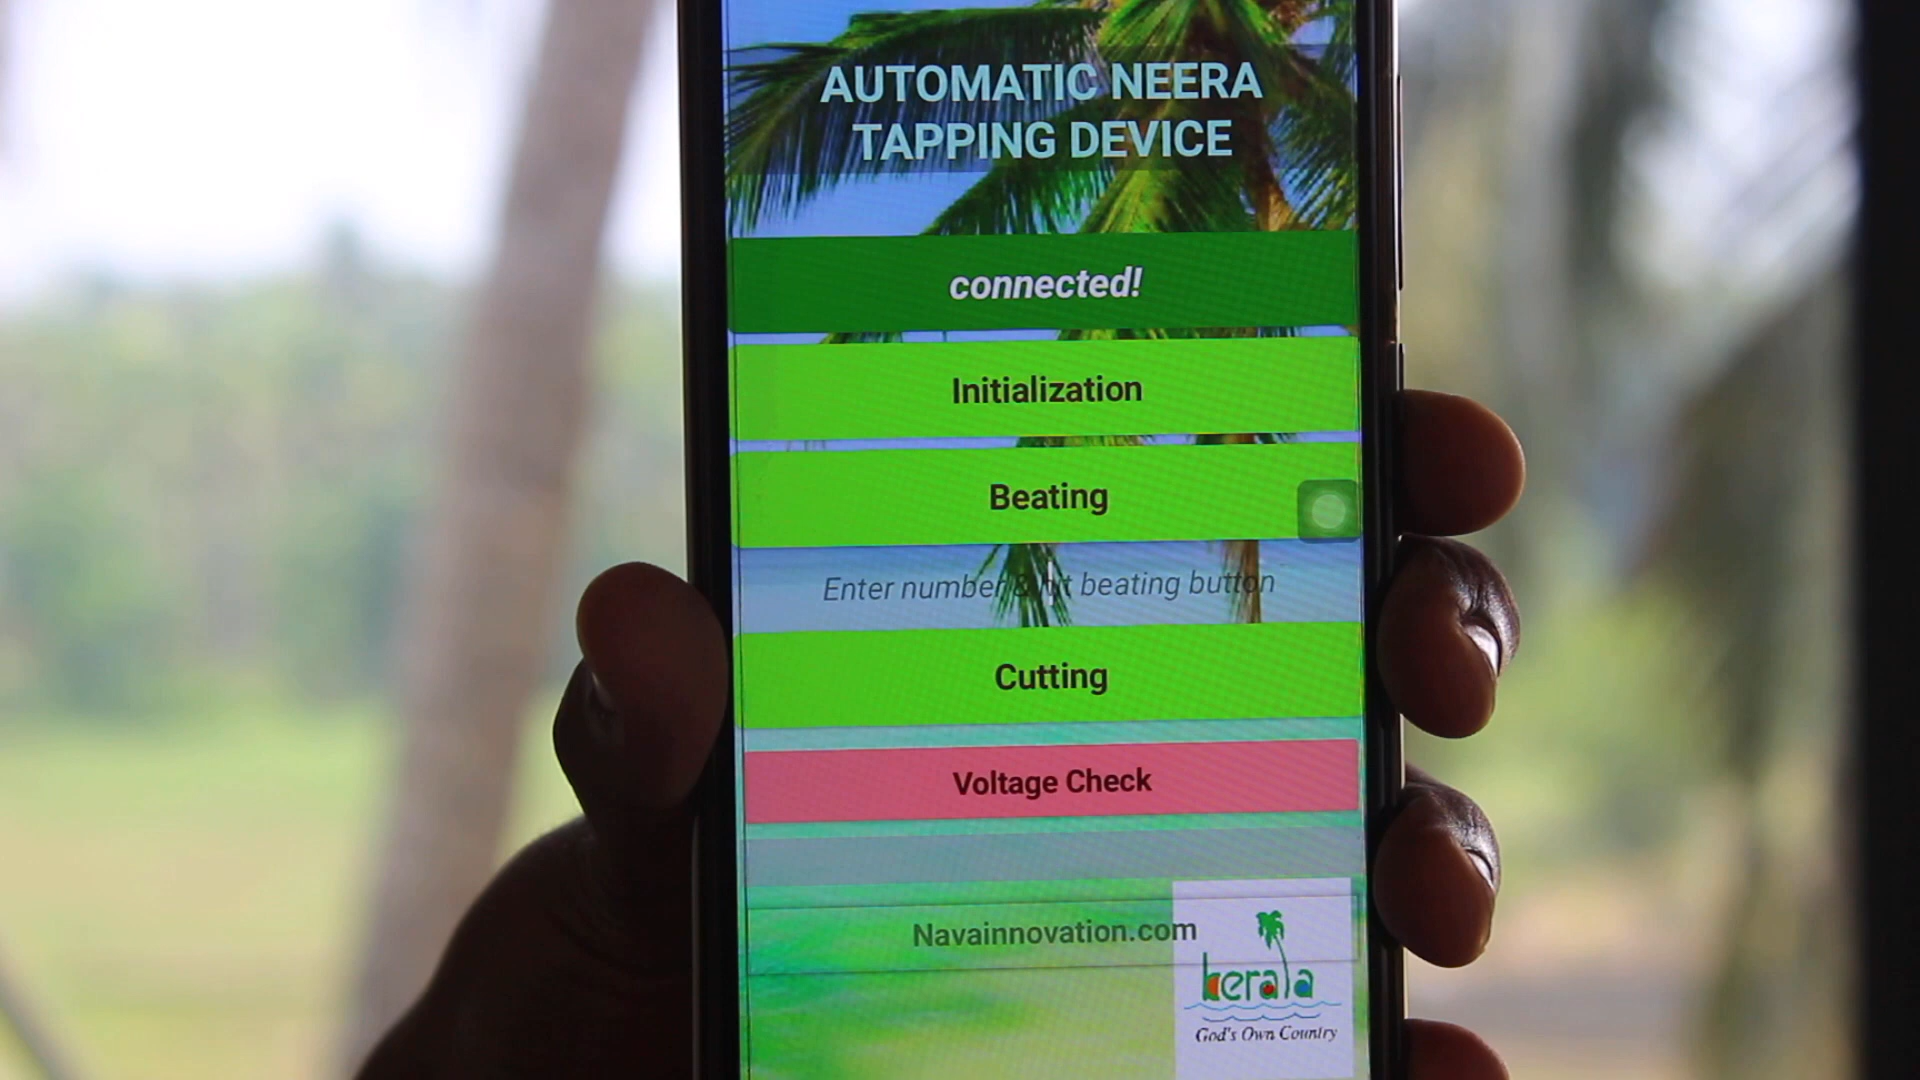 AUTOMATIC NEERA
TAPPING DEVICE
connected!
Initialization
Beating
Enter number & hit beating button
Cutting
Voltage Check
Navainnovation.com
kerala
God's Own Country